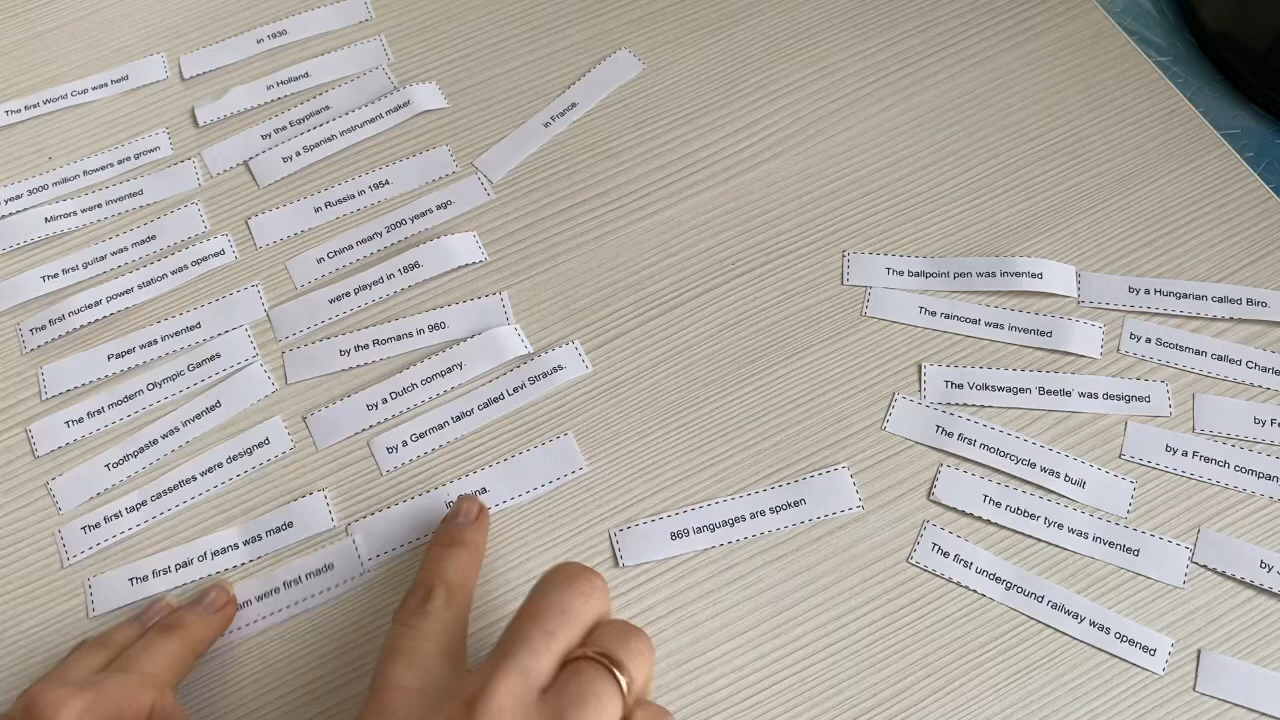 The first World Cup was held
in 1930.
in Holland.
year 3000 million flowers are grown
by the Egyptians.
Mirrors were invented
by a Spanish instrument maker.
in France.
The first guitar was made
in Russia in 1954.
The first nuclear power station was opened
in China nearly 2000 years ago.
Paper was invented
were played in 1896.
The first modern Olympic Games
by the Romans in 960.
Toothpaste was invented
by a Dutch company.
The first tape cassettes were designed
by a German tailor called Levi Strauss.
The first pair of jeans was made
were first made
in
869 languages are spoken
The ballpoint pen was invented
by a Hungarian called Biro.
The raincoat was invented
by a Scotsman called Charle
The Volkswagen 'Beetle' was designed
by Fe
The first motorcycle was built
by a French compan
The rubber tyre was invented
by
The first underground railway was opened